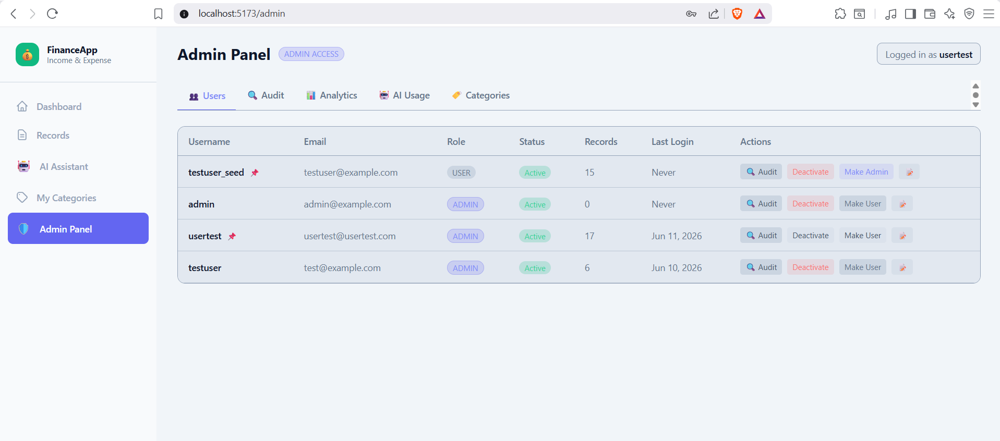 localhost:5173/admin
FinanceApp
Income & Expense
Dashboard
Records
AI Assistant
My Categories
Admin Panel
Admin Panel ADMIN ACCESS
Logged in as usertest
Users Audit Analytics AI Usage Categories
Username Email Role Status Records Last Login Actions
testuser_seed testuser@example.com USER Active 15 Never Audit Deactivate Make Admin
admin admin@example.com ADMIN Active 0 Never Audit Deactivate Make User
usertest usertest@usertest.com ADMIN Active 17 Jun 11, 2026 Audit Deactivate Make User
testuser test@example.com ADMIN Active 6 Jun 10, 2026 Audit Deactivate Make User